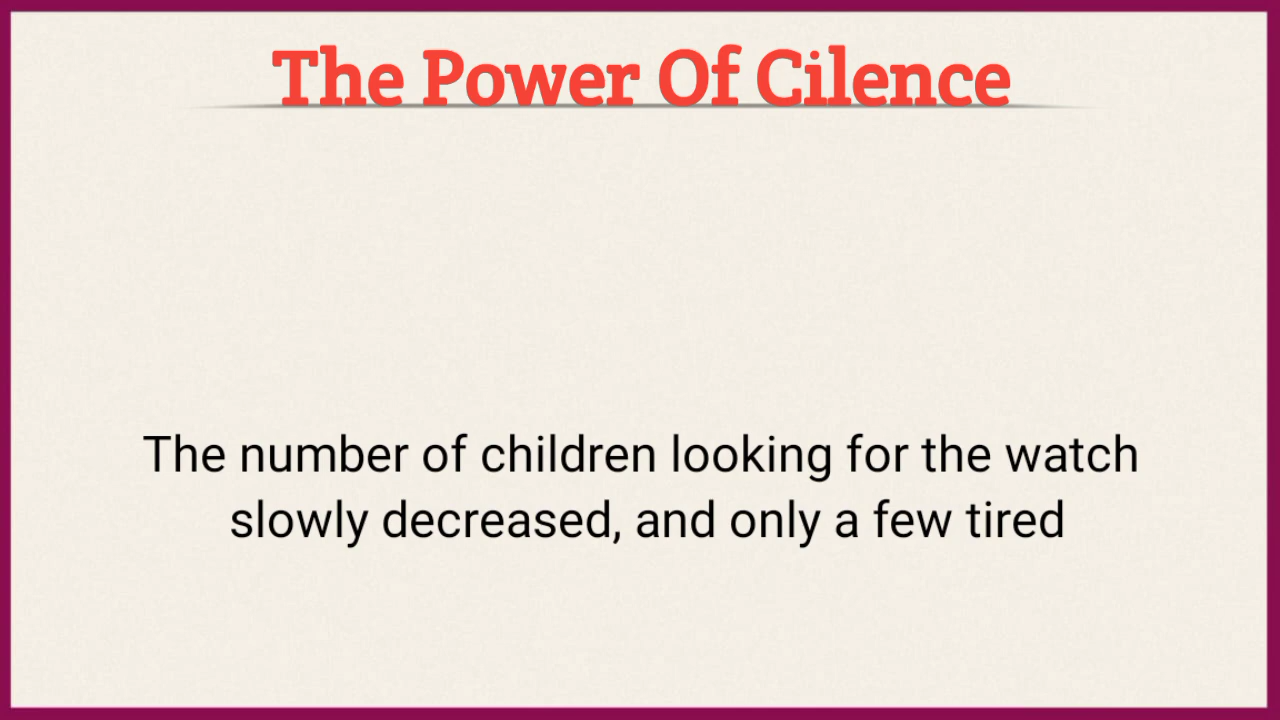 The Power Of Cilence
The number of children looking for the watch
slowly decreased, and only a few tired